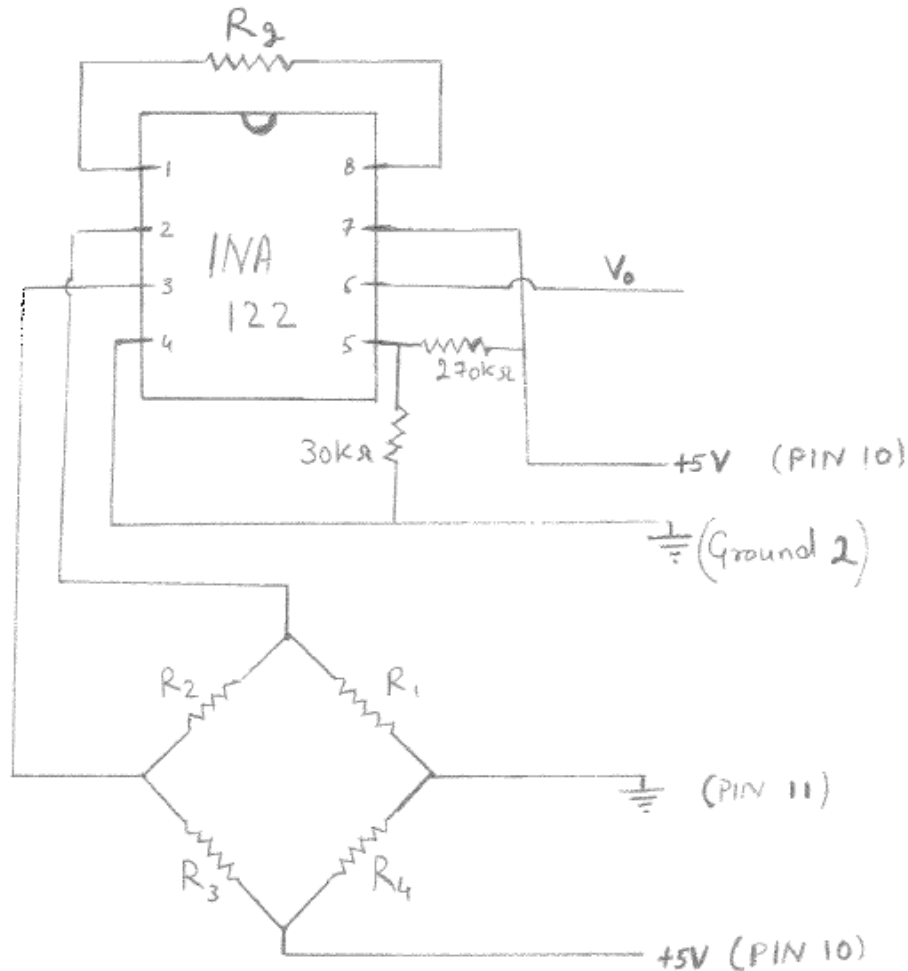 Rg
1
8
2
7
INA
3
6
V₀
122
4
5
270kΩ
30kΩ
+5V (PIN 10)
(Ground 2)
R₂
R₁
(PIN 11)
R₃
R₄
+5V (PIN 10)